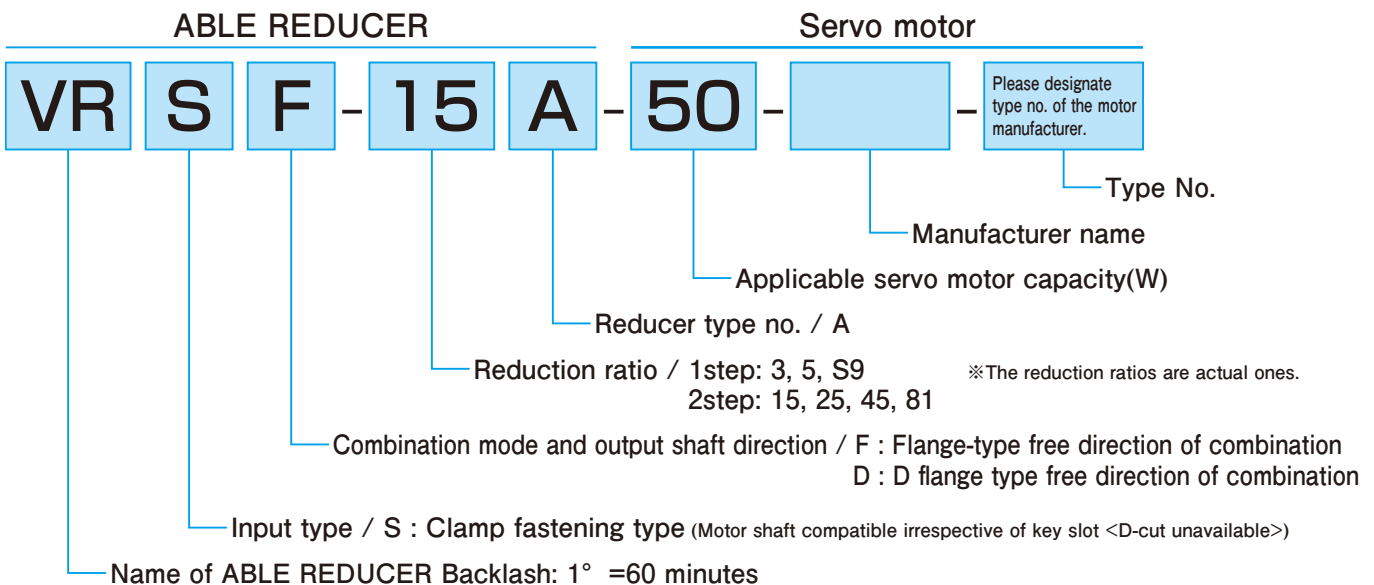 ABLE REDUCER Servo motor
VR S F - 15 A - 50 - - Please designate
type no. of the motor
manufacturer.
Type No.
Manufacturer name
Applicable servo motor capacity(W)
Reducer type no. / A
Reduction ratio / 1step: 3, 5, S9 ※The reduction ratios are actual ones.
2step: 15, 25, 45, 81
Combination mode and output shaft direction / F : Flange-type free direction of combination
D : D flange type free direction of combination
Input type / S : Clamp fastening type (Motor shaft compatible irrespective of key slot <D-cut unavailable>)
Name of ABLE REDUCER Backlash: 1° =60 minutes